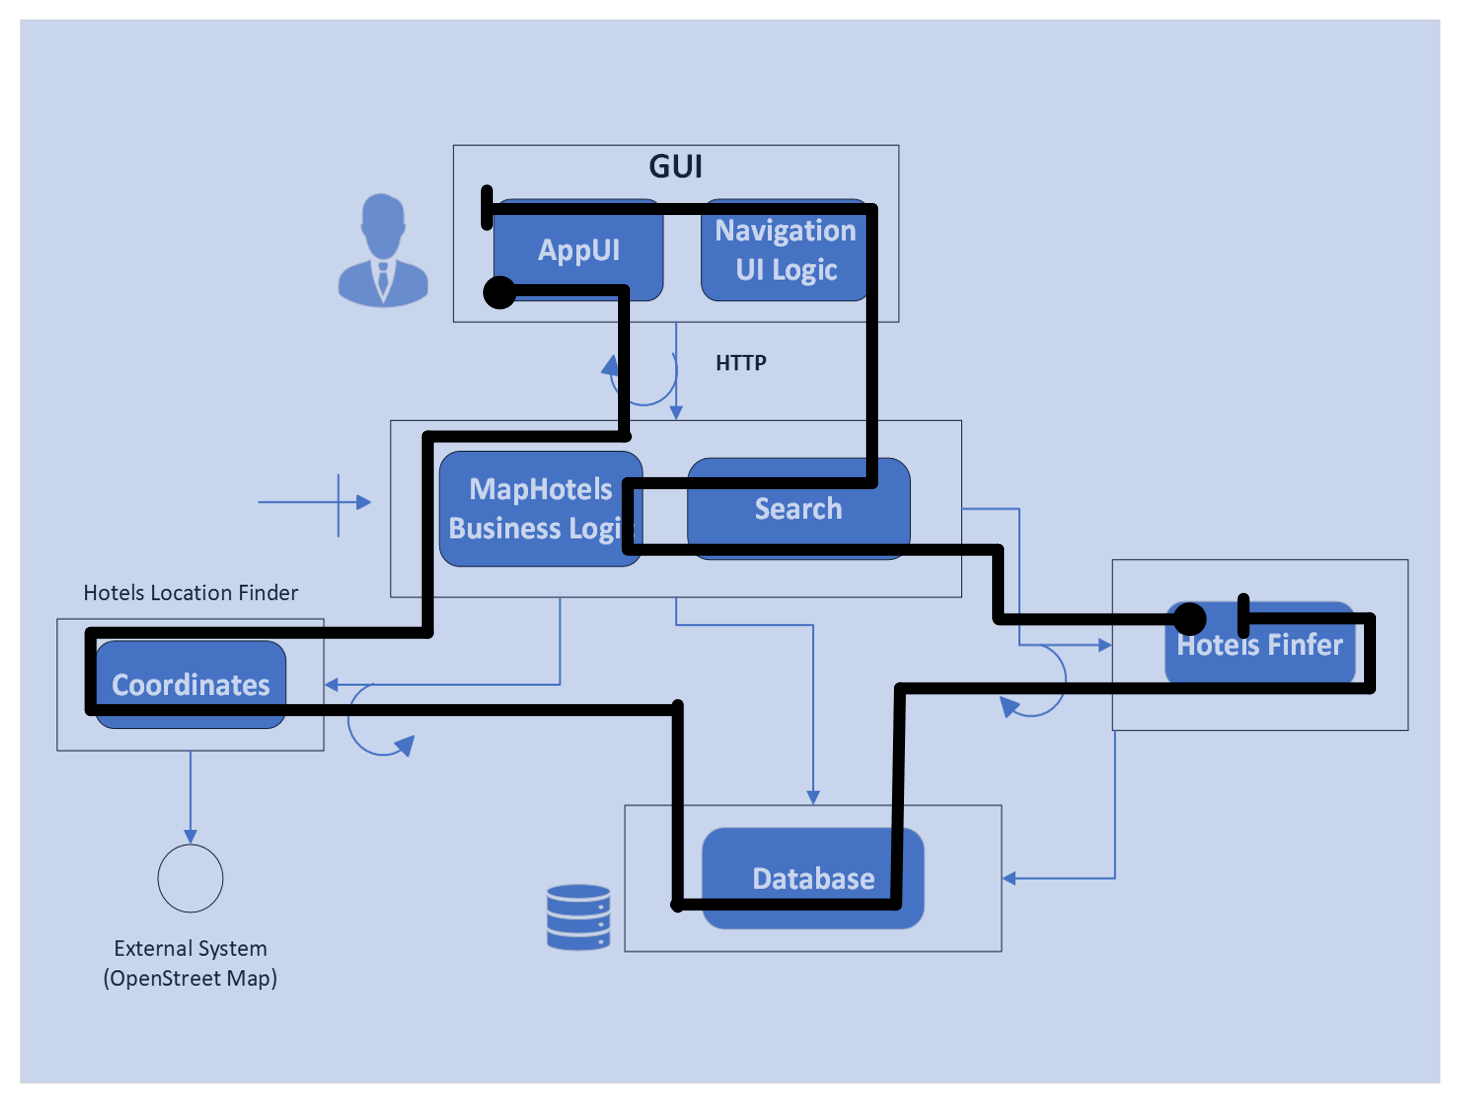 GUI
AppUI
Navigation
UI Logic
HTTP
MapHotels
Business Logic
Search
Hotels Location Finder
Coordinates
Hotels Finfer
Database
External System
(OpenStreet Map)